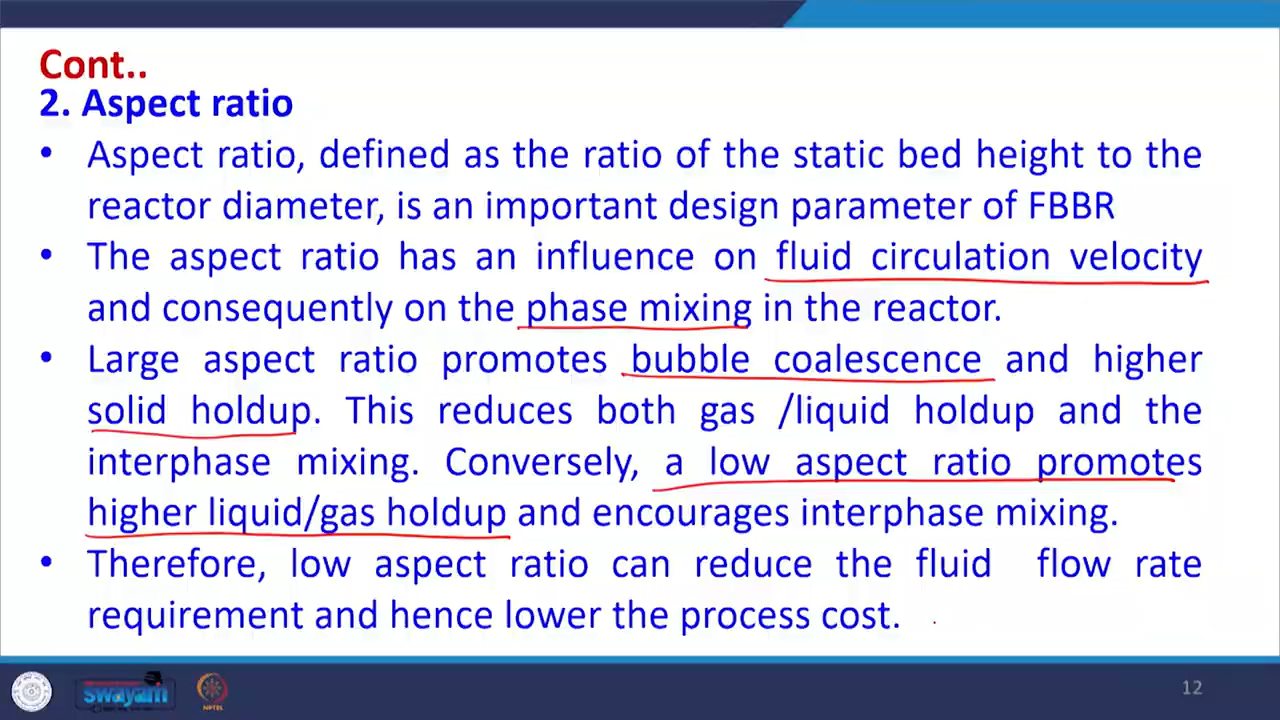 Cont..
2. Aspect ratio
• Aspect ratio, defined as the ratio of the static bed height to the
reactor diameter, is an important design parameter of FBBR
• The aspect ratio has an influence on fluid circulation velocity
and consequently on the phase mixing in the reactor.
• Large aspect ratio promotes bubble coalescence and higher
solid holdup. This reduces both gas /liquid holdup and the
interphase mixing. Conversely, a low aspect ratio promotes
higher liquid/gas holdup and encourages interphase mixing.
• Therefore, low aspect ratio can reduce the fluid flow rate
requirement and hence lower the process cost.
swayam
NPTEL
12